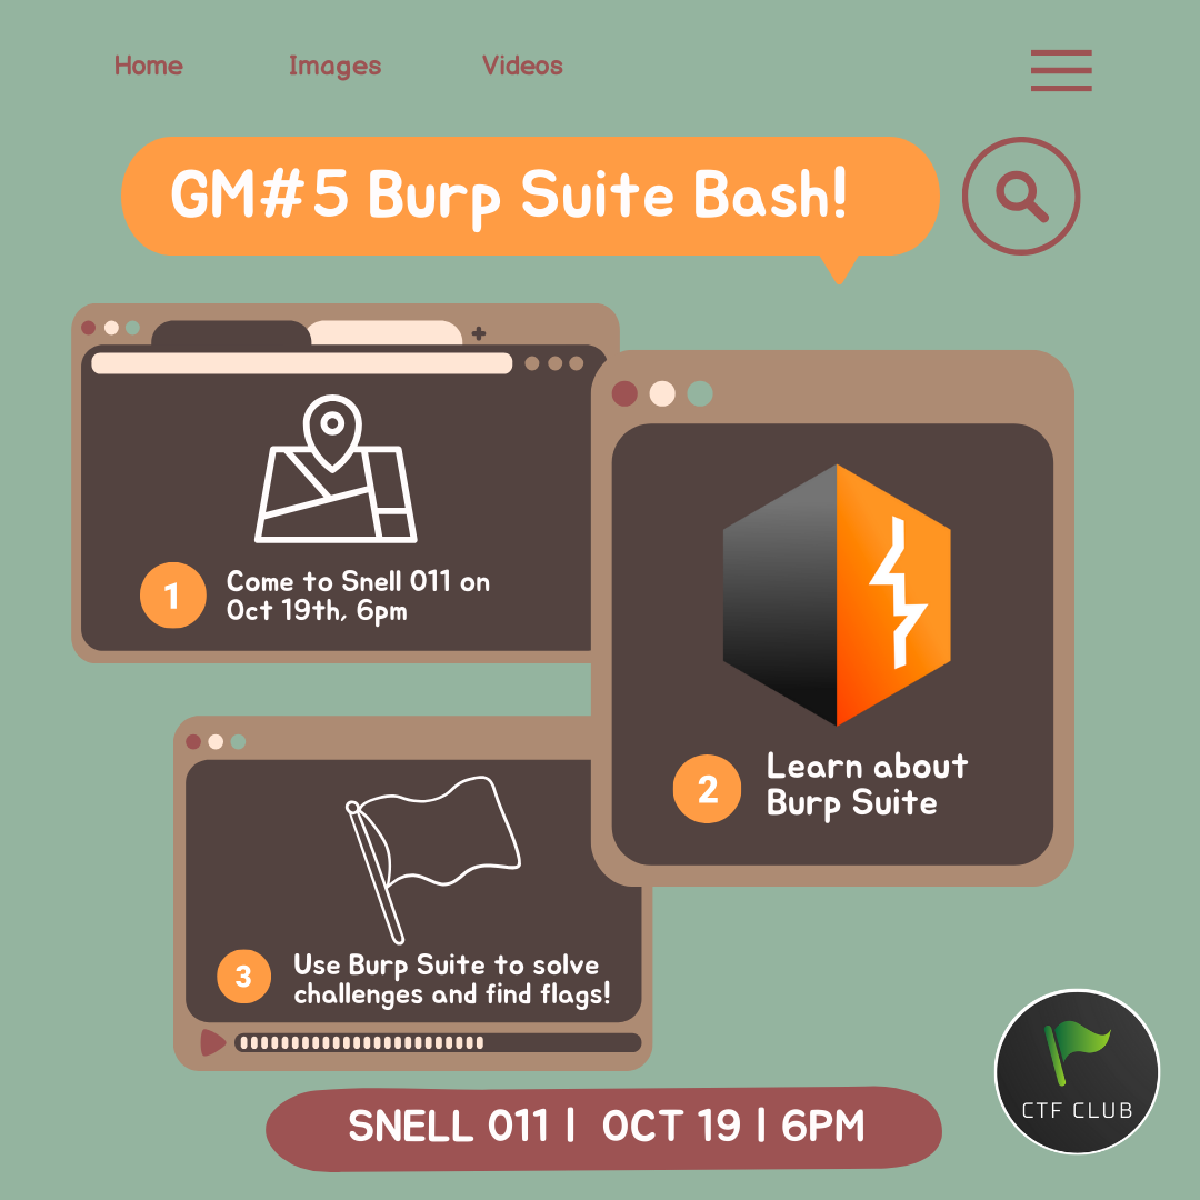 Home Images Videos
GM#5 Burp Suite Bash!
1
Come to Snell 011 on
Oct 19th, 6pm
2
Learn about
Burp Suite
3
Use Burp Suite to solve
challenges and find flags!
CTF CLUB
SNELL 011 | OCT 19 | 6PM